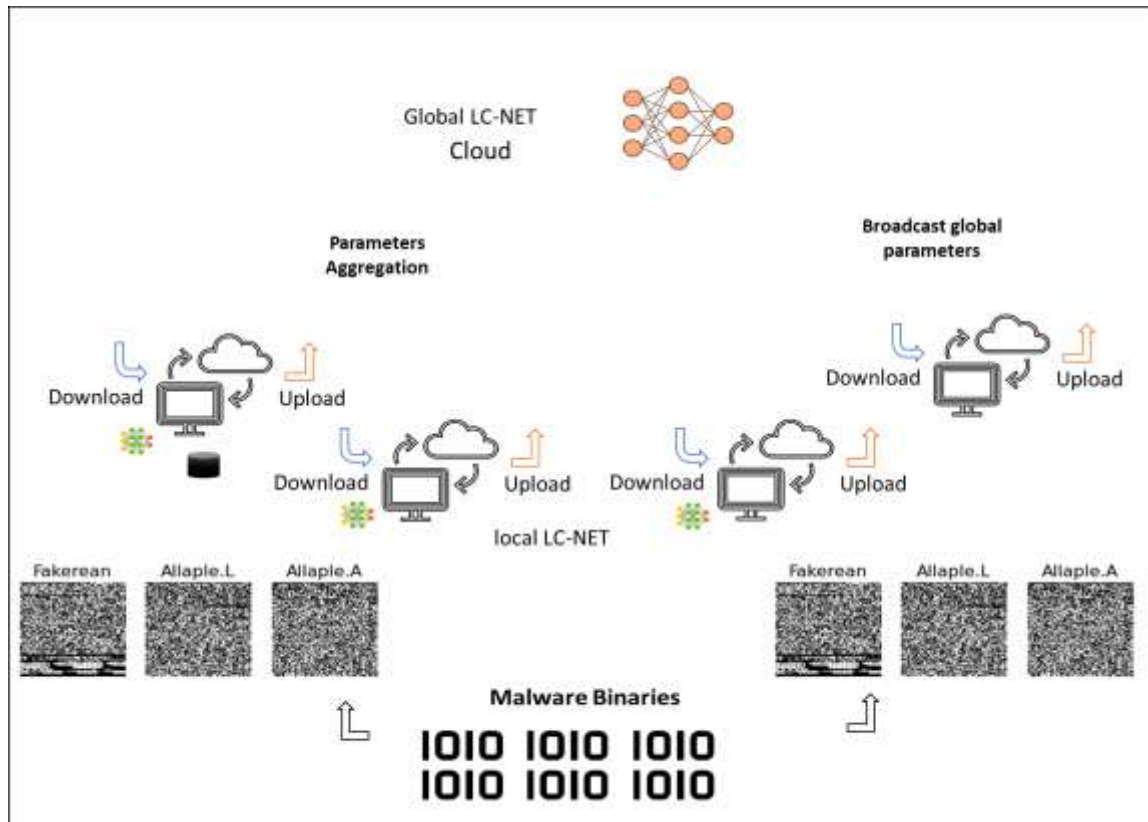 Global LC-NET
Cloud
Parameters
Aggregation
Broadcast global
parameters
Download
Upload
Download
Upload
Download
Upload
Download
Upload
local LC-NET
Fakerean
Allaple.L
Allaple.A
Fakerean
Allaple.L
Allaple.A
Malware Binaries
1010 1010 1010
1010 1010 1010